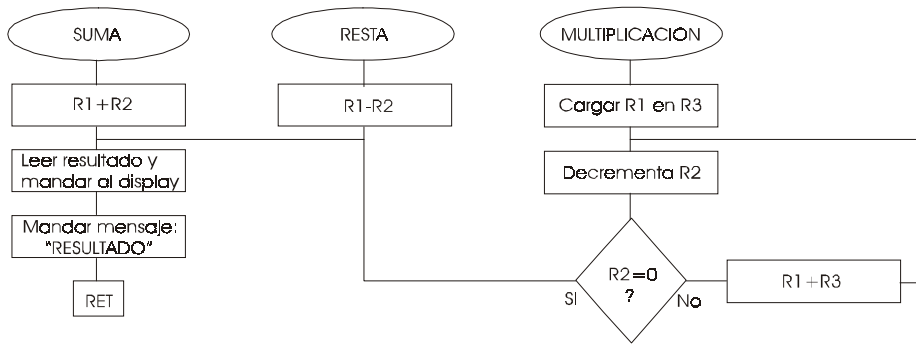 SUMA
R1+R2
Leer resultado y
mandar al display
Mandar mensaje:
"RESULTADO"
RET
RESTA
R1-R2
MULTIPLICACION
Cargar R1 en R3
Decrementa R2
R2=0
?
SI
No
R1+R3